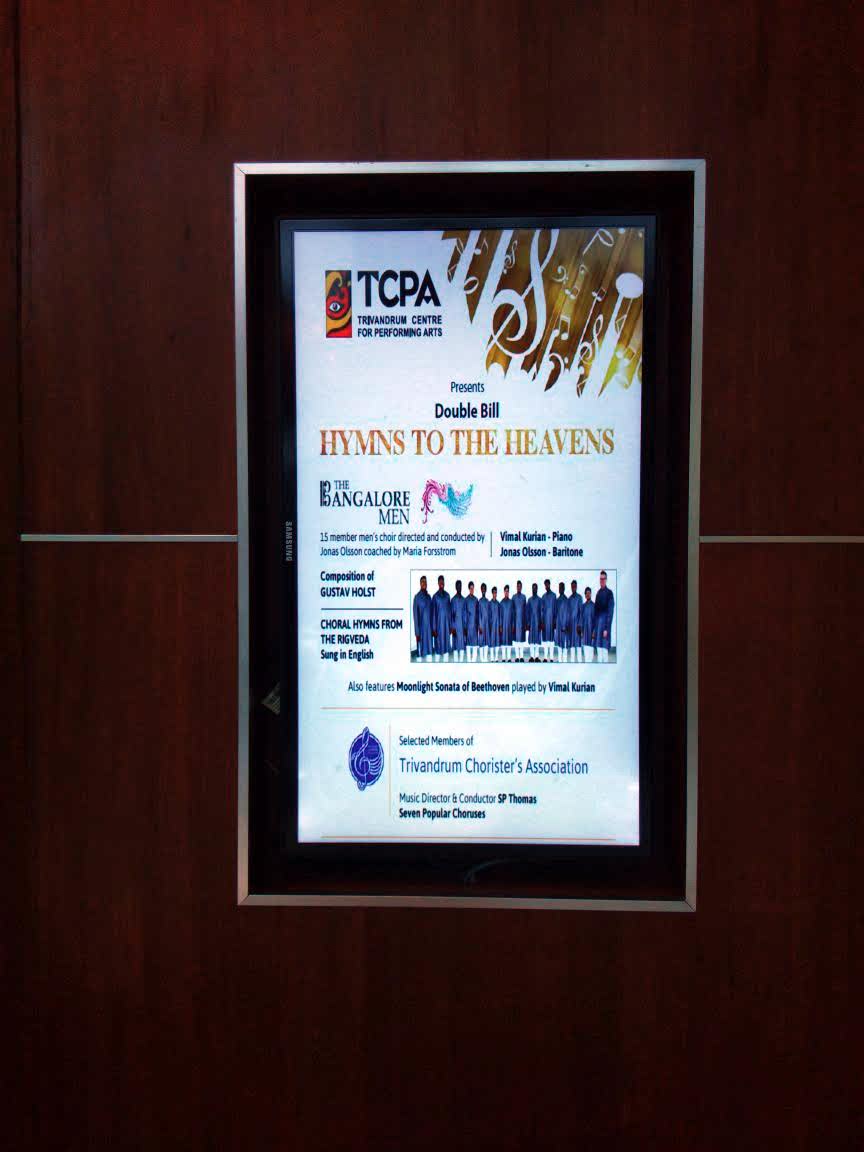 TCPA
TRIVANDRUM CENTRE
FOR PERFORMING ARTS
Presents
Double Bill
HYMNS TO THE HEAVENS
THE
BANGALORE
MEN
15 member men's choir directed and conducted by
Jonas Olsson coached by Maria Forsstrom
Vimal Kurian - Piano
Jonas Olsson - Baritone
Composition of
GUSTAV HOLST
CHORAL HYMNS FROM
THE RIGVEDA
Sung in English
Also features Moonlight Sonata of Beethoven played by Vimal Kurian
Selected Members of
Trivandrum Chorister's Association
Music Director & Conductor SP Thomas
Seven Popular Choruses
SAMSUNG